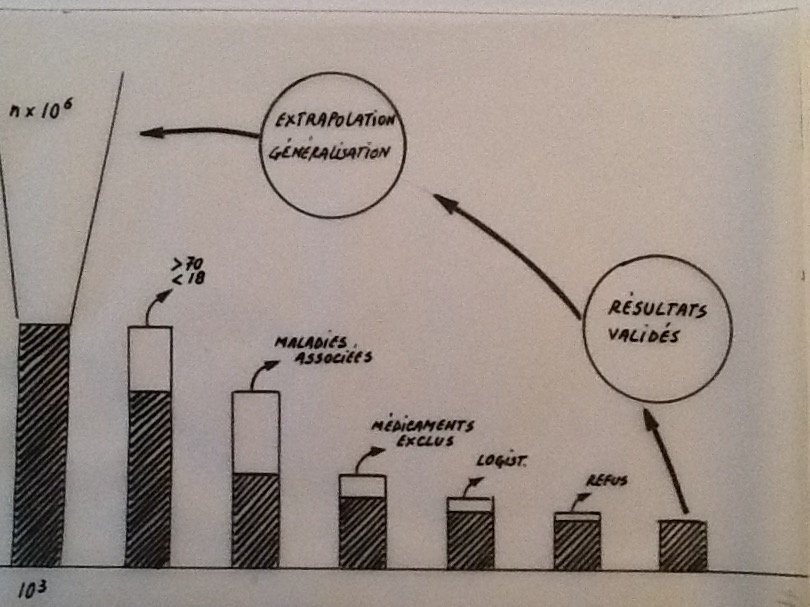 n x 10⁶
EXTRAPOLATION
GÉNÉRALISATION
>70
<18
RÉSULTATS
VALIDÉS
MALADIES
ASSOCIÉES
MÉDICAMENTS
EXCLUS
LOGIST.
REFUS
10³